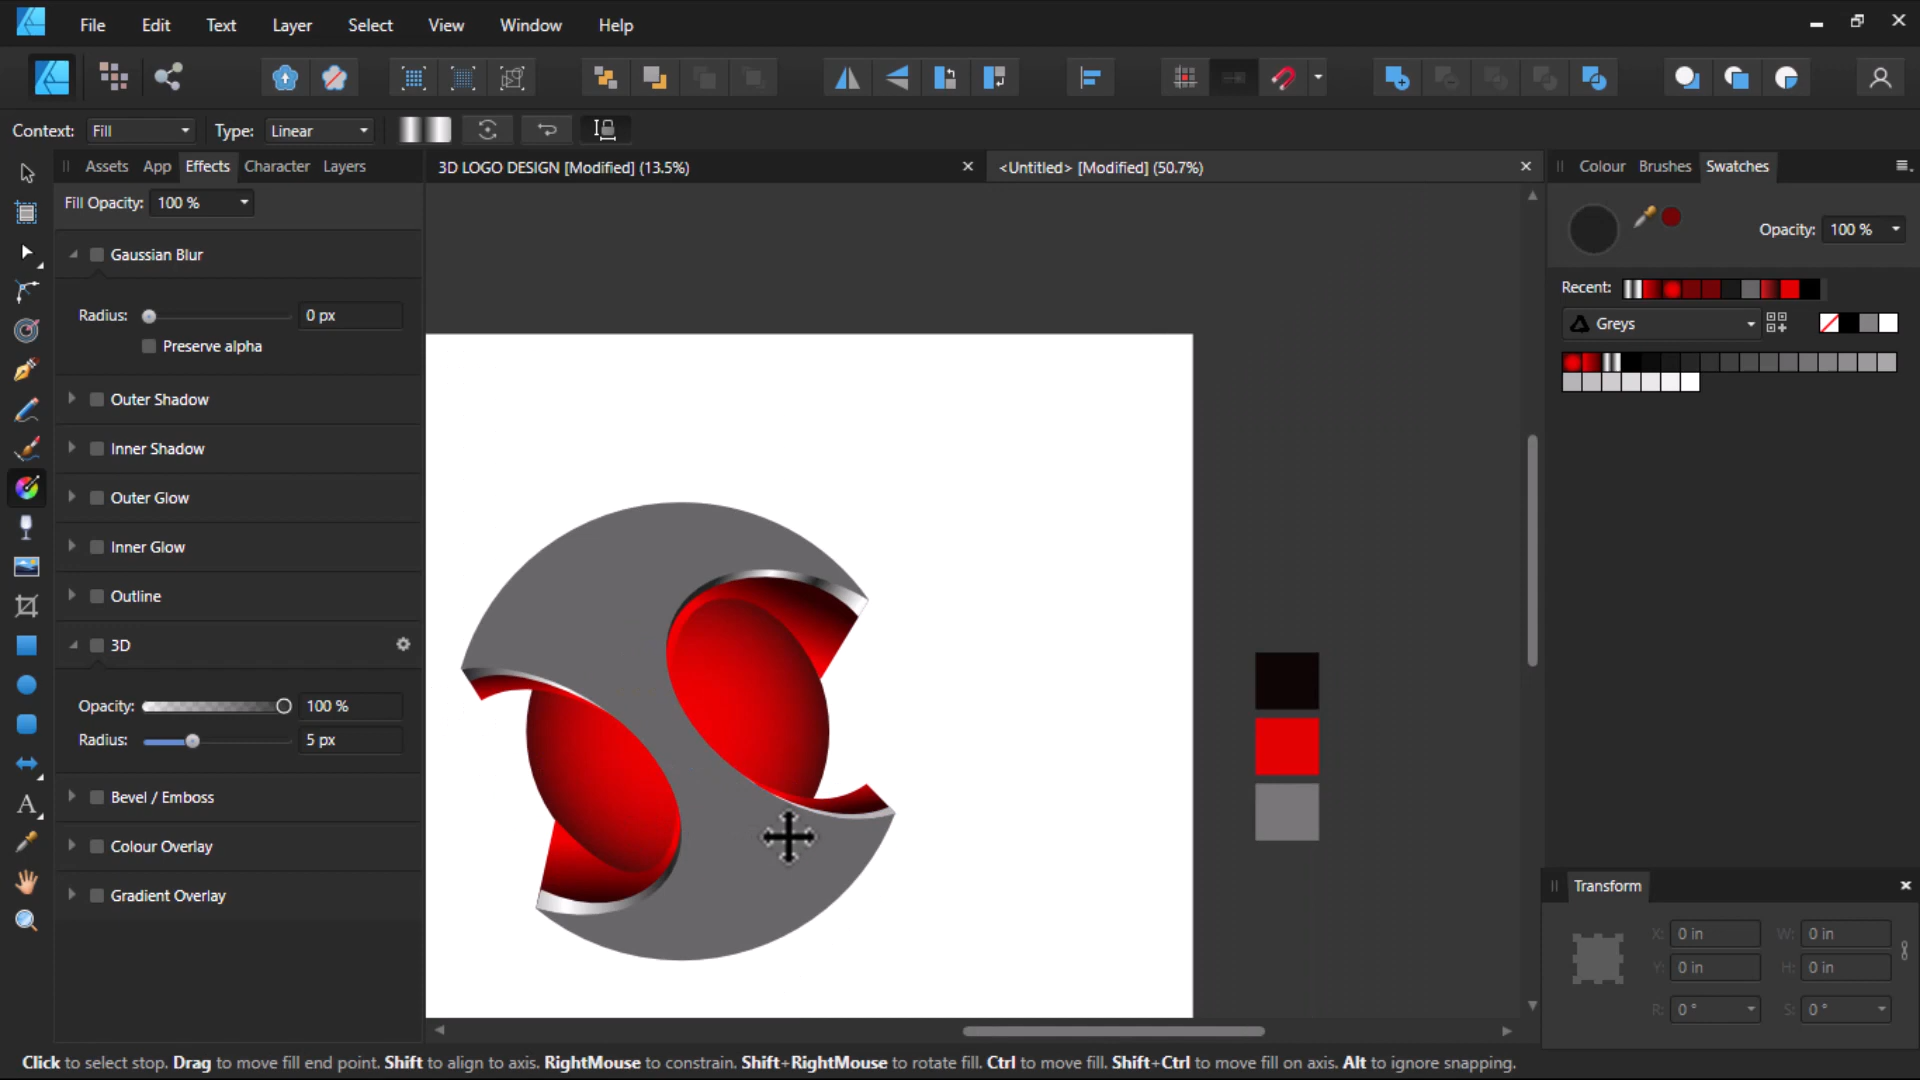 File Edit Text Layer Select View Window Help
Context: Fill Type: Linear
Assets App Effects Character Layers
3D LOGO DESIGN [Modified] (13.5%)
<Untitled> [Modified] (50.7%)
Colour Brushes Swatches
Fill Opacity: 100 %
Gaussian Blur
Radius: 0 px
Preserve alpha
Outer Shadow
Inner Shadow
Outer Glow
Inner Glow
Outline
3D
Opacity: 100 %
Radius: 5 px
Bevel / Emboss
Colour Overlay
Gradient Overlay
Opacity: 100 %
Recent:
Greys
Transform
X: 0 in W: 0 in
Y: 0 in H: 0 in
R: 0 ° S: 0 °
Click to select stop. Drag to move fill end point. Shift to align to axis. RightMouse to constrain. Shift+RightMouse to rotate fill. Ctrl to move fill. Shift+Ctrl to move fill on axis. Alt to ignore snapping.